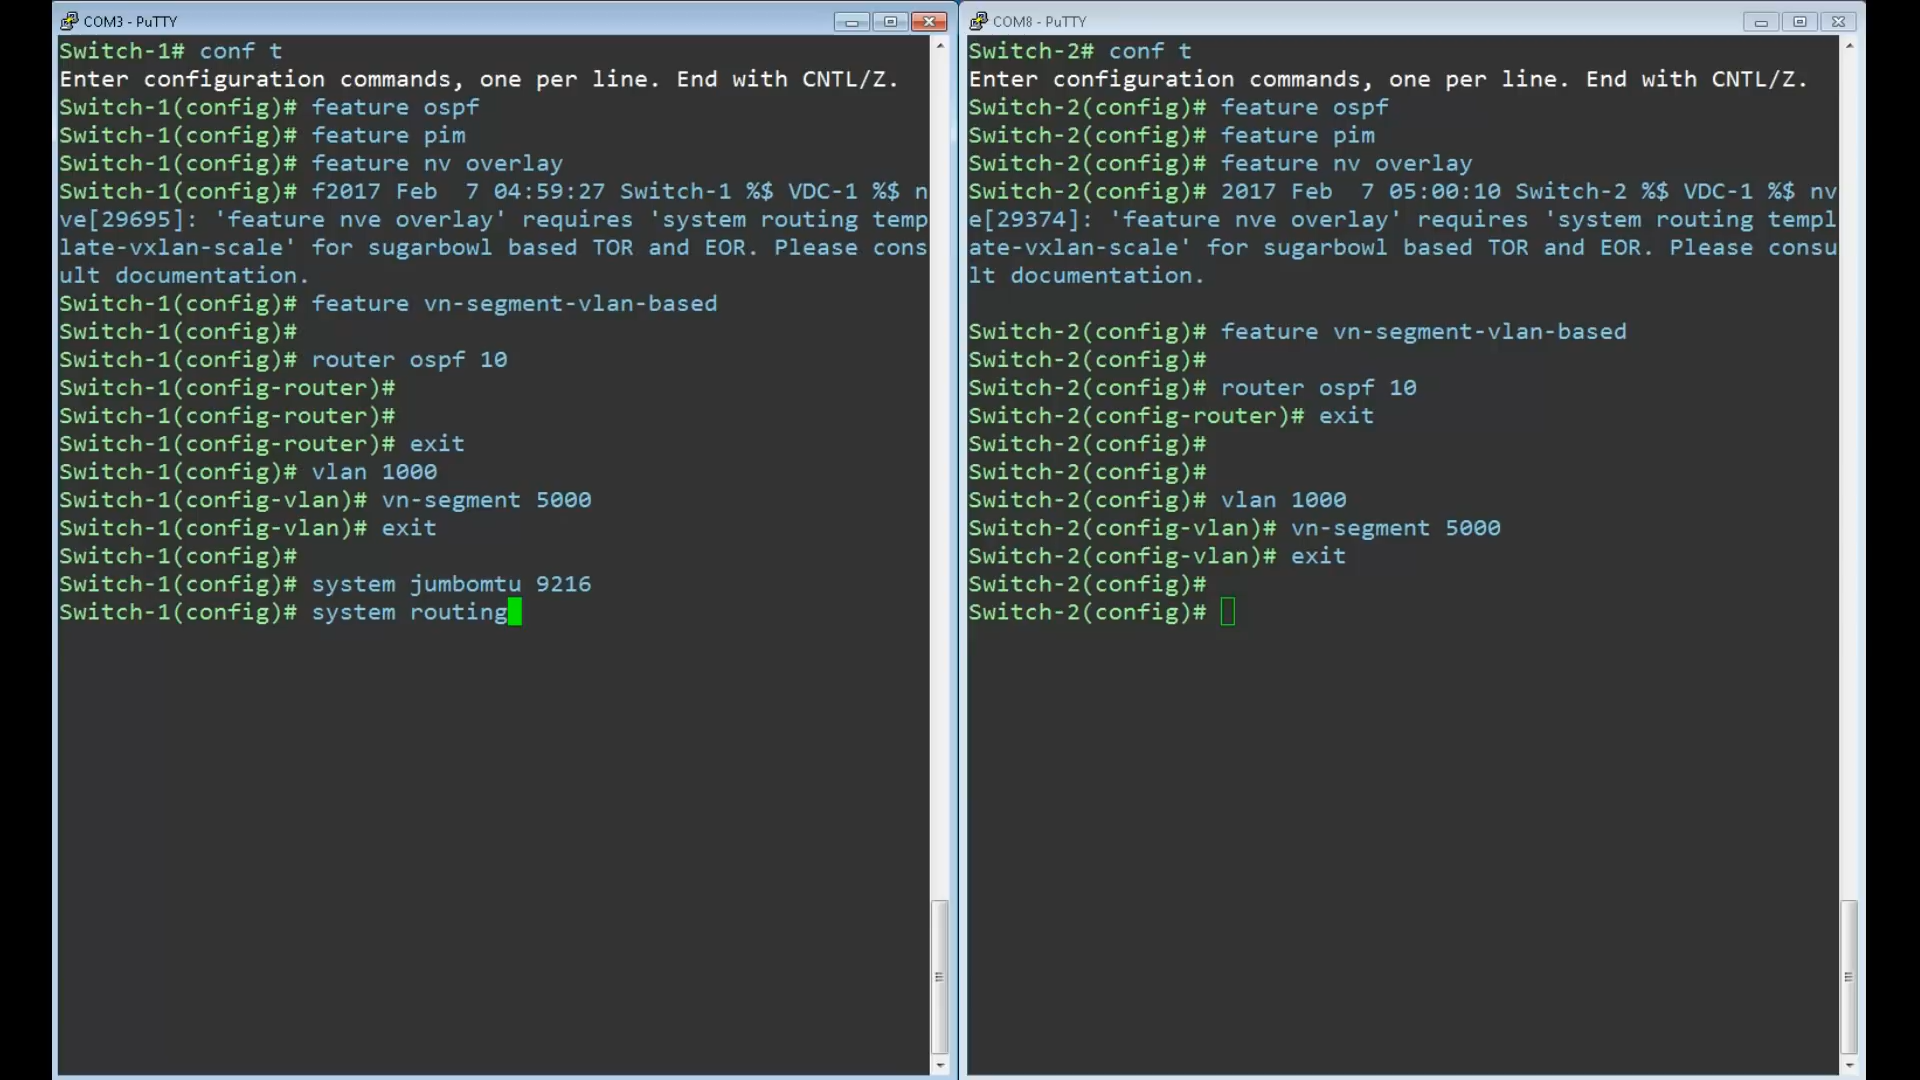 COM3 - PuTTY
Switch-1# conf t
Enter configuration commands, one per line. End with CNTL/Z.
Switch-1(config)# feature ospf
Switch-1(config)# feature pim
Switch-1(config)# feature nv overlay
Switch-1(config)# f2017 Feb  7 04:59:27 Switch-1 %$ VDC-1 %$ n
ve[29695]: 'feature nve overlay' requires 'system routing temp
late-vxlan-scale' for sugarbowl based TOR and EOR. Please cons
ult documentation.
Switch-1(config)# feature vn-segment-vlan-based
Switch-1(config)#
Switch-1(config)# router ospf 10
Switch-1(config-router)#
Switch-1(config-router)#
Switch-1(config-router)# exit
Switch-1(config)# vlan 1000
Switch-1(config-vlan)# vn-segment 5000
Switch-1(config-vlan)# exit
Switch-1(config)#
Switch-1(config)# system jumbomtu 9216
Switch-1(config)# system routing
COM8 - PuTTY
Switch-2# conf t
Enter configuration commands, one per line. End with CNTL/Z.
Switch-2(config)# feature ospf
Switch-2(config)# feature pim
Switch-2(config)# feature nv overlay
Switch-2(config)# 2017 Feb  7 05:00:10 Switch-2 %$ VDC-1 %$ nv
e[29374]: 'feature nve overlay' requires 'system routing templ
ate-vxlan-scale' for sugarbowl based TOR and EOR. Please consu
lt documentation.
Switch-2(config)# feature vn-segment-vlan-based
Switch-2(config)#
Switch-2(config)# router ospf 10
Switch-2(config-router)# exit
Switch-2(config)#
Switch-2(config)#
Switch-2(config)# vlan 1000
Switch-2(config-vlan)# vn-segment 5000
Switch-2(config-vlan)# exit
Switch-2(config)#
Switch-2(config)#